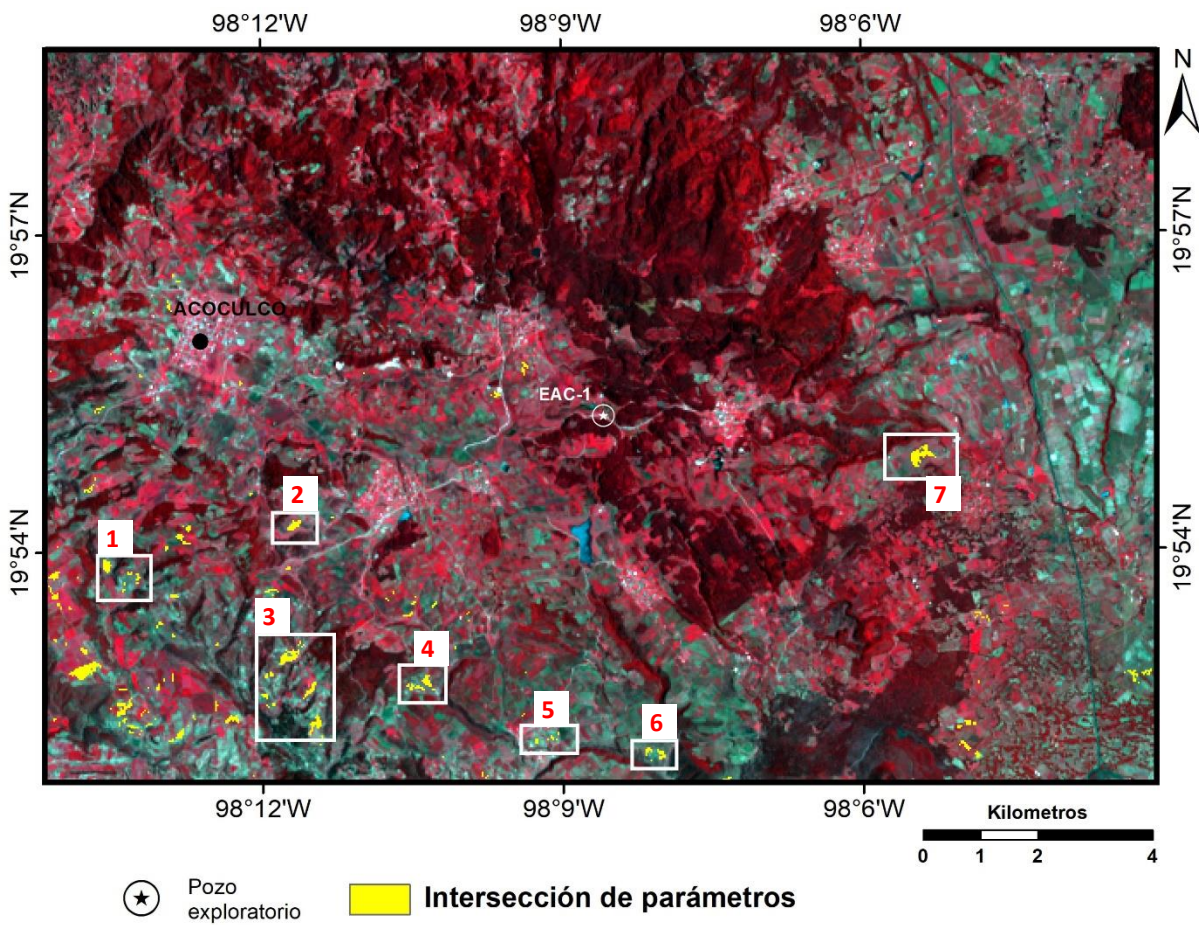 98°12'W
98°9'W
98°6'W
N
19°57'N
19°57'N
ACOCULCO
EAC-1
2
7
1
19°54'N
19°54'N
3
4
5
6
98°12'W
98°9'W
98°6'W
Kilometros
0 1 2 4
Pozo
exploratorio
Intersección de parámetros